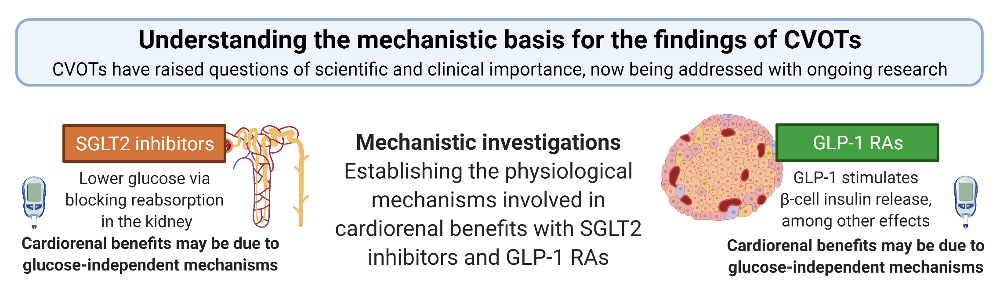 Understanding the mechanistic basis for the findings of CVOTs
CVOTs have raised questions of scientific and clinical importance, now being addressed with ongoing research
SGLT2 inhibitors
Lower glucose via
blocking reabsorption
in the kidney
Cardiorenal benefits may be due to
glucose-independent mechanisms
Mechanistic investigations
Establishing the physiological
mechanisms involved in
cardiorenal benefits with SGLT2
inhibitors and GLP-1 RAs
GLP-1 RAs
GLP-1 stimulates
β-cell insulin release,
among other effects
Cardiorenal benefits may be due to
glucose-independent mechanisms